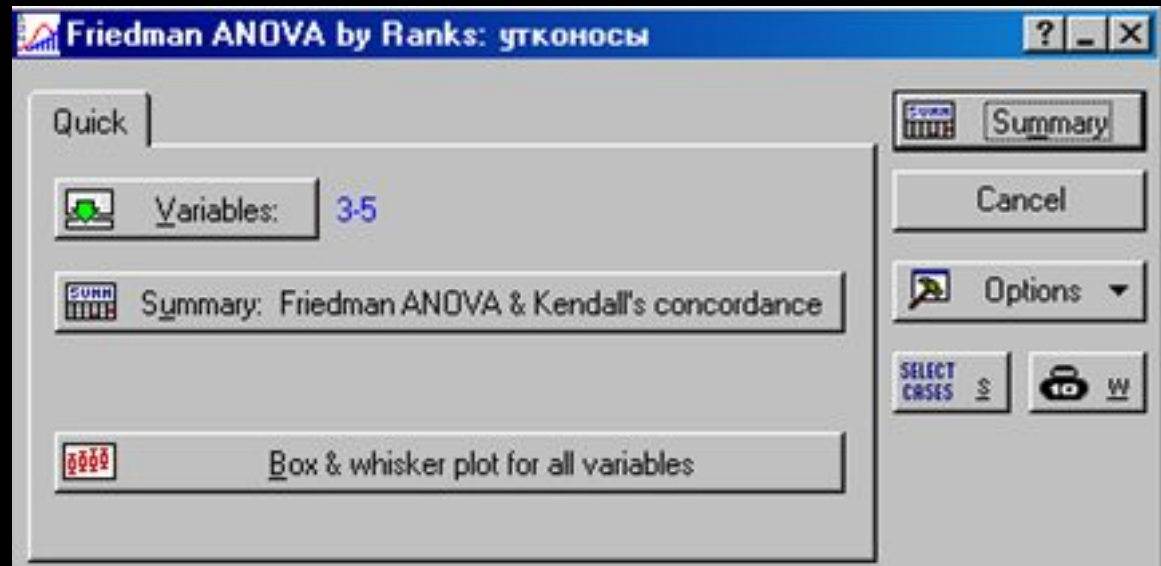 Friedman ANOVA by Ranks: утконосы
Quick
Variables: 3-5
Summary: Friedman ANOVA & Kendall's concordance
Box & whisker plot for all variables
SUMM Summary
Cancel
Options
SELECT CASES S
W